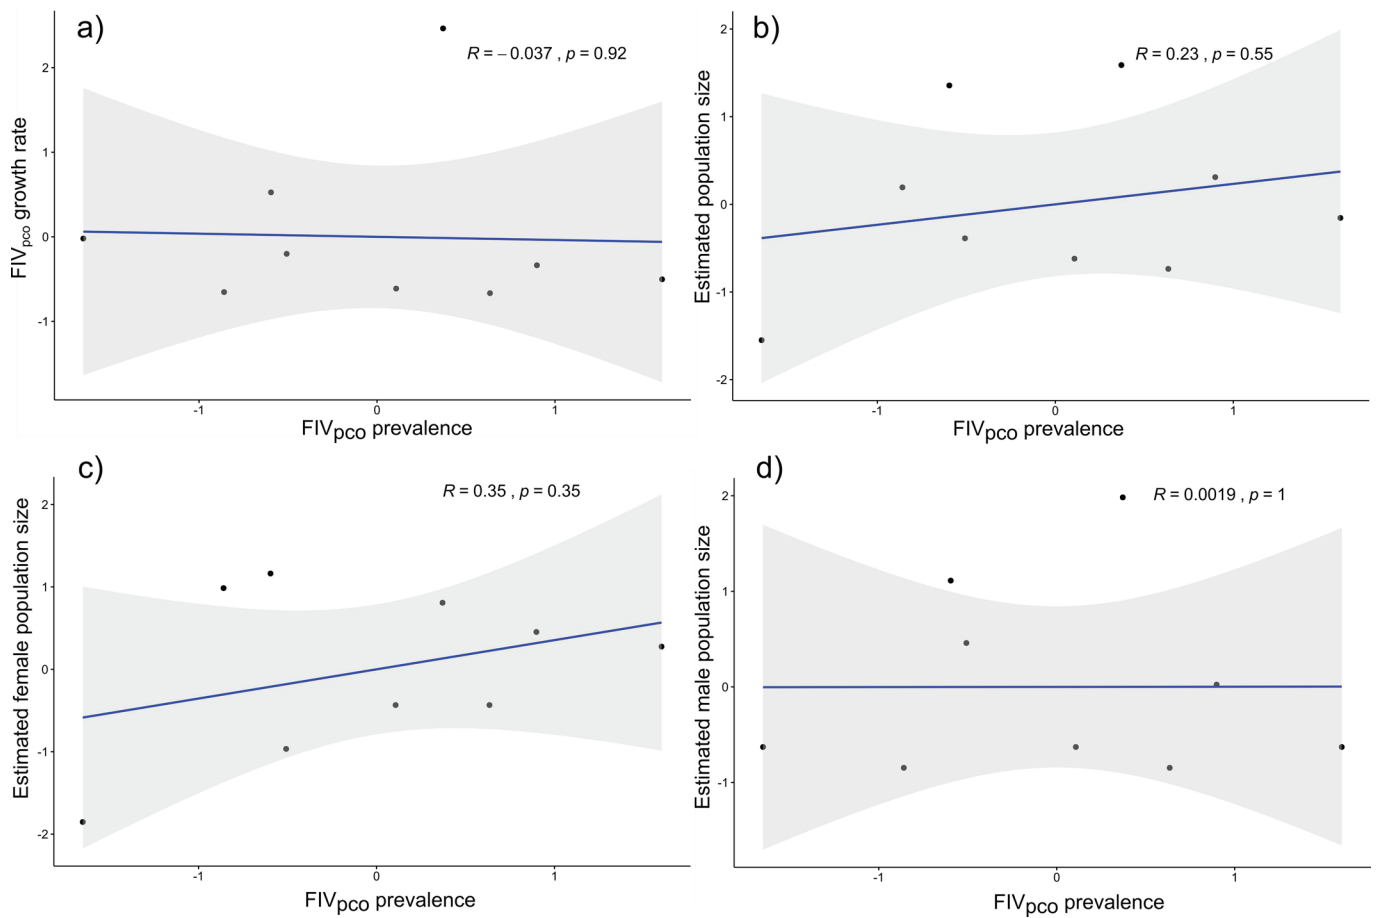 a)
R = − 0.037 , p = 0.92
FIVpco growth rate
2
1
0
-1
-1
0
1
FIVpco prevalence
b)
R = 0.23 , p = 0.55
Estimated population size
2
1
0
-1
-2
-1
0
1
FIVpco prevalence
c)
R = 0.35 , p = 0.35
Estimated female population size
2
1
0
-1
-2
-1
0
1
FIVpco prevalence
d)
R = 0.0019 , p = 1
Estimated male population size
2
1
0
-1
-1
0
1
FIVpco prevalence